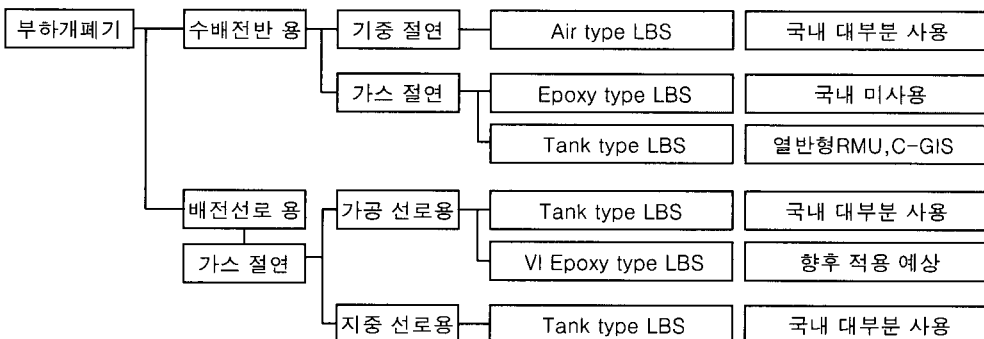 부하개폐기 수배전반 용 기중 절연 Air type LBS 국내 대부분 사용
가스 절연 Epoxy type LBS 국내 미사용
Tank type LBS 열반형RMU,C-GIS
배전선로 용 가공 선로용 Tank type LBS 국내 대부분 사용
가스 절연 VI Epoxy type LBS 향후 적용 예상
지중 선로용 Tank type LBS 국내 대부분 사용